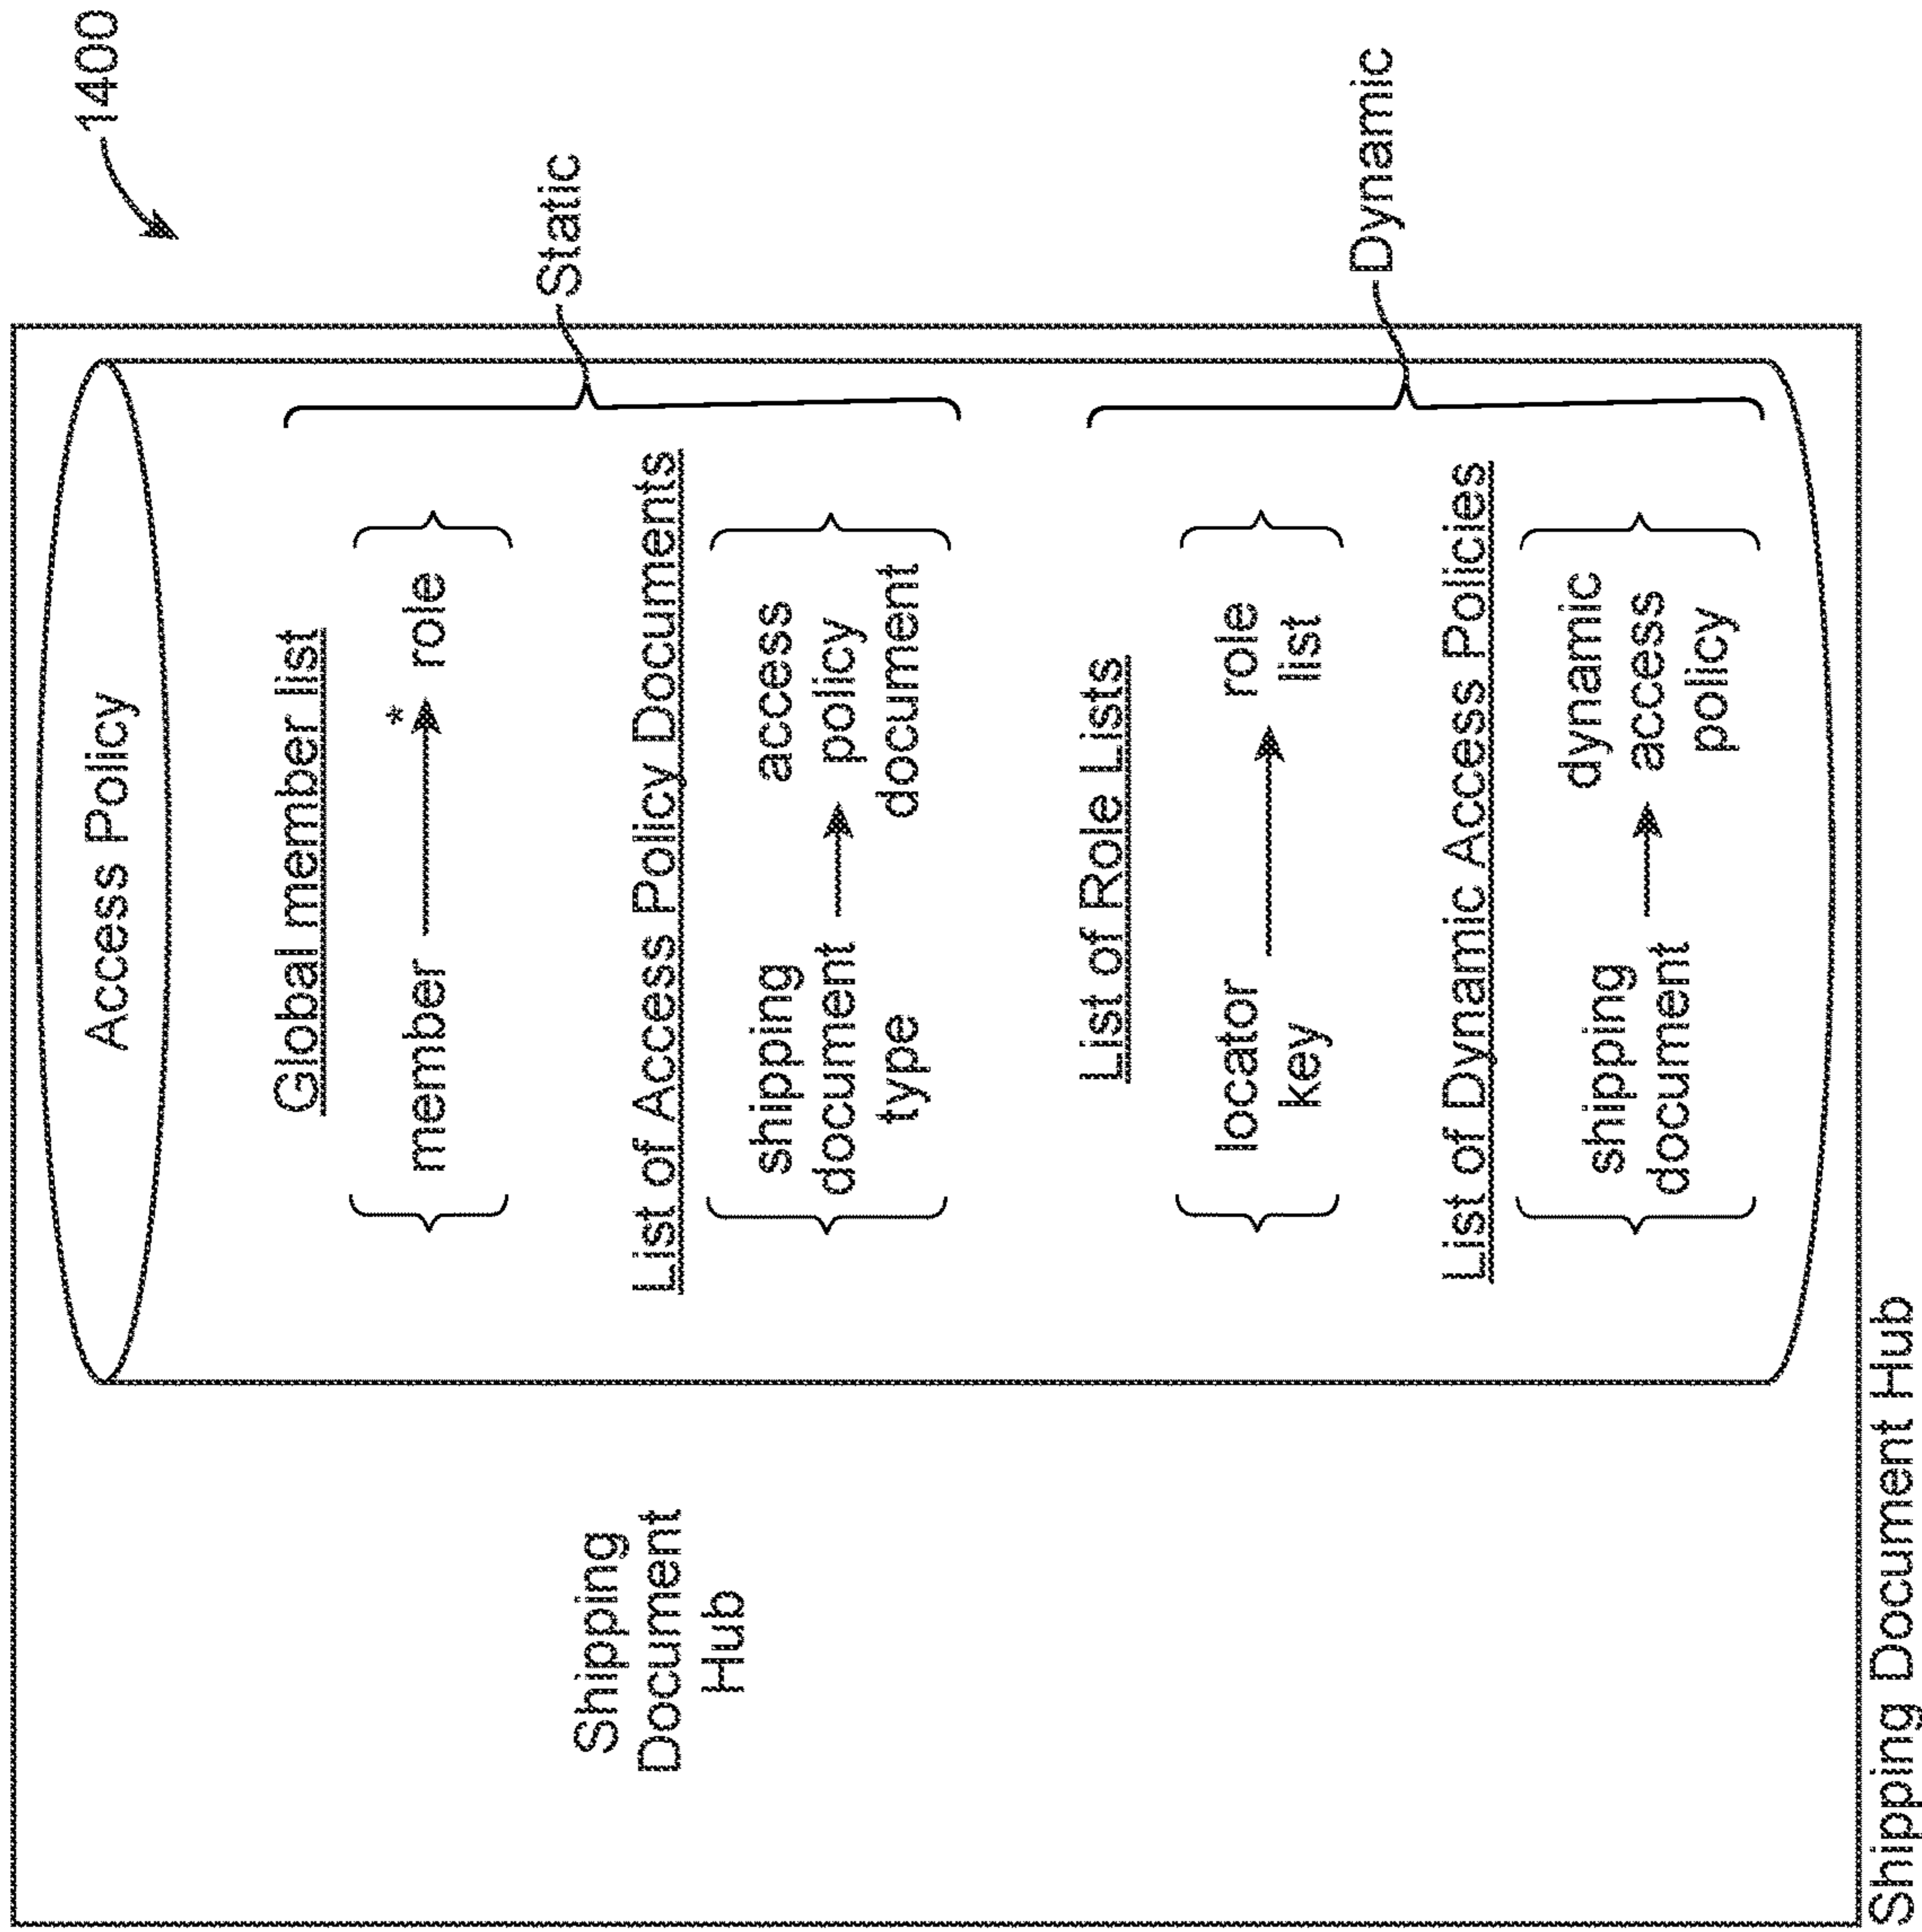 1400
Access Policy
Global member list
{ member * role }
Static
List of Access Policy Documents
shipping access
document policy
type document
Shipping
Document
Hub
List of Role Lists
locator role
key list
Dynamic
List of Dynamic Access Policies
shipping dynamic
document access
policy
Shipping Document Hub